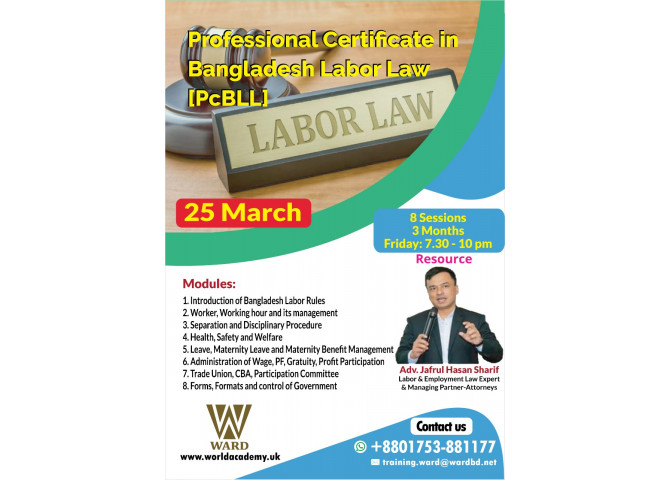 Professional Certificate in
Bangladesh Labor Law
[PcBLL]
LABOR LAW
25 March
8 Sessions
3 Months
Friday: 7.30 - 10 pm
Resource
Modules:
1. Introduction of Bangladesh Labor Rules
2. Worker, Working hour and its management
3. Separation and Disciplinary Procedure
4. Health, Safety and Welfare
5. Leave, Maternity Leave and Maternity Benefit Management
6. Administration of Wage, PF, Gratuity, Profit Participation
7. Trade Union, CBA, Participation Committee
8. Forms, Formats and control of Government
Adv. Jafrul Hasan Sharif
Labor & Employment Law Expert
& Managing Partner-Attorneys
WARD
www.worldacademy.uk
Contact us
+8801753-881177
training.ward@wardbd.net